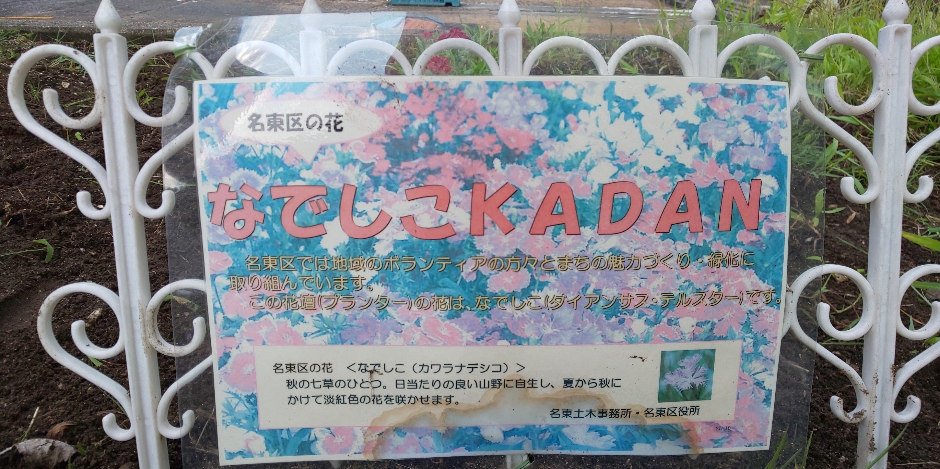 名東区の花
なでしこKADAN
名東区では地域のボランティアの方々とまちの魅力づくり・緑化に
取り組んでいます。
この花壇(プランター)の花は、なでしこ(ダイアンサス・テルスター)です。
名東区の花 <なでしこ（カワラナデシコ）>
秋の七草のひとつ。日当たりの良い山野に自生し、夏から秋に
かけて淡紅色の花を咲かせます。
名東土木事務所・名東区役所